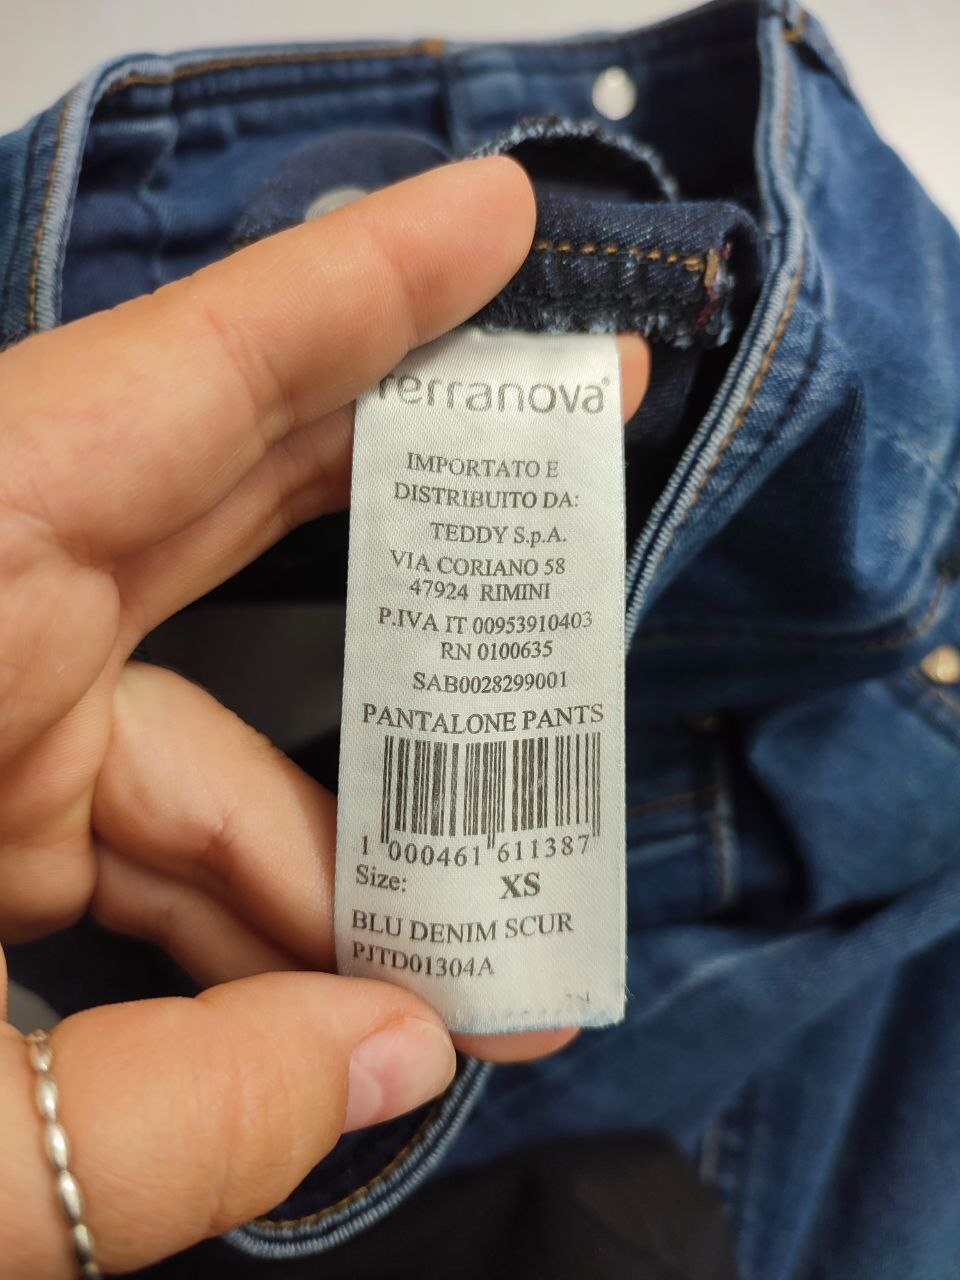 Terranova®
IMPORTATO E
DISTRIBUITO DA:
TEDDY S.p.A.
VIA CORIANO 58
47924 RIMINI
P.IVA IT 00953910403
RN 0100635
SAB0028299001
PANTALONE PANTS
1 000461 611387
Size: XS
BLU DENIM SCUR
PJTD01304A